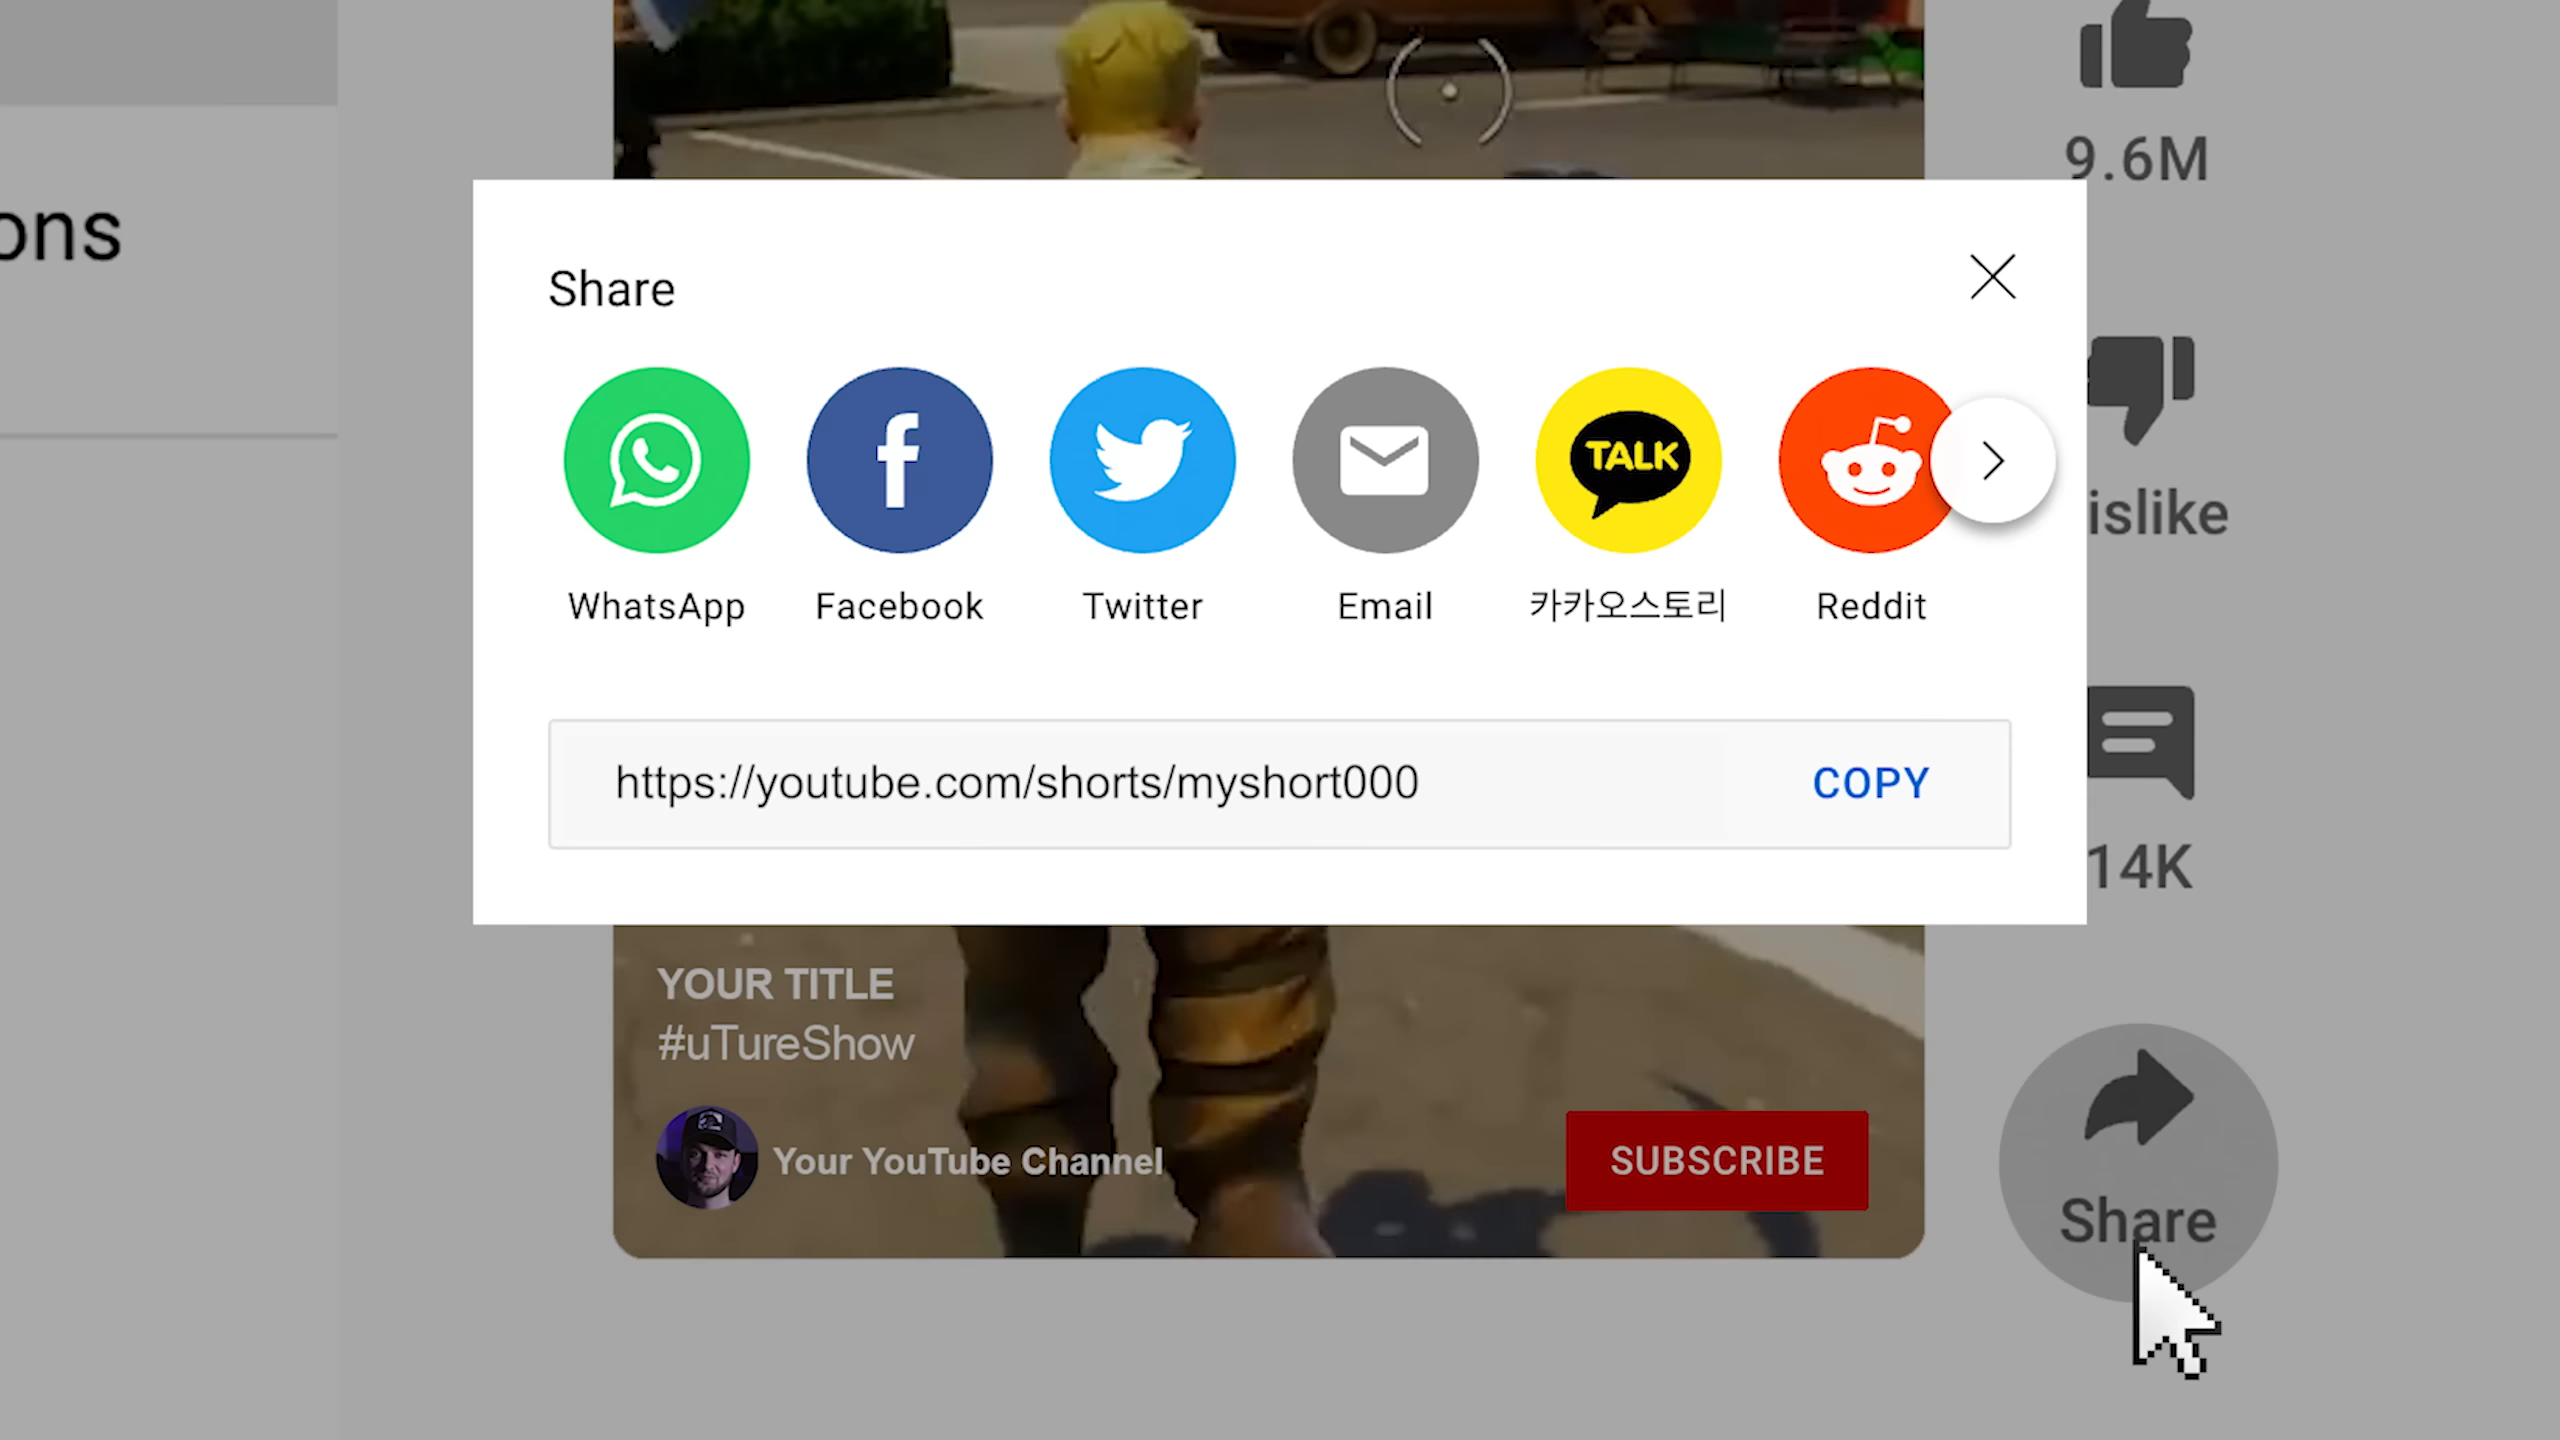 ons
9.6M
Share
TALK
WhatsApp
Facebook
Twitter
Email
카카오스토리
Reddit
islike
https://youtube.com/shorts/myshort000
COPY
14K
YOUR TITLE
#uTureShow
Your YouTube Channel
SUBSCRIBE
Share